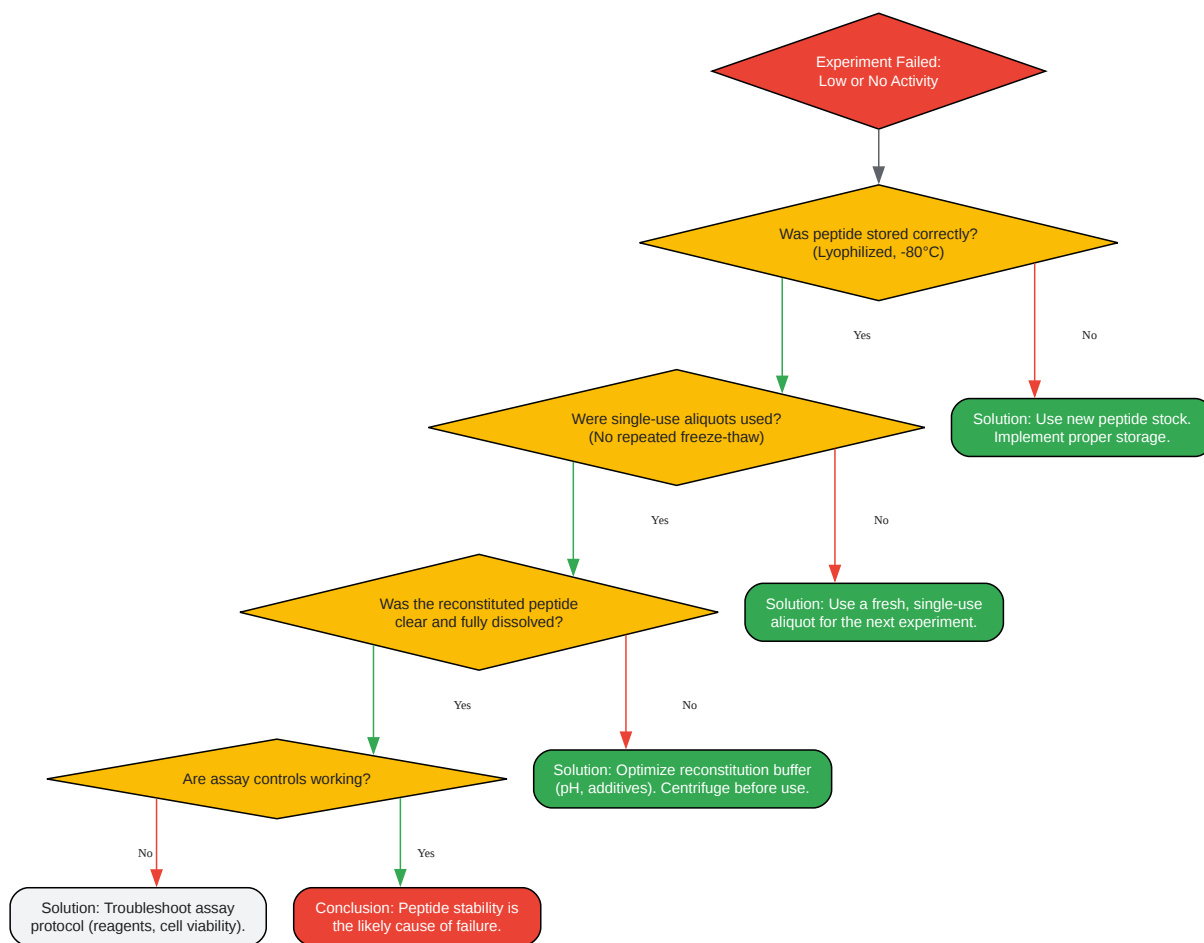 Experiment Failed:
Low or No Activity
Was peptide stored correctly?
(Lyophilized, -80°C)
Yes
No
Were single-use aliquots used?
(No repeated freeze-thaw)
Solution: Use new peptide stock.
Implement proper storage.
Yes
No
Was the reconstituted peptide
clear and fully dissolved?
Solution: Use a fresh, single-use
aliquot for the next experiment.
Yes
No
Are assay controls working?
Solution: Optimize reconstitution buffer
(pH, additives). Centrifuge before use.
No
Yes
Solution: Troubleshoot assay
protocol (reagents, cell viability).
Conclusion: Peptide stability is
the likely cause of failure.